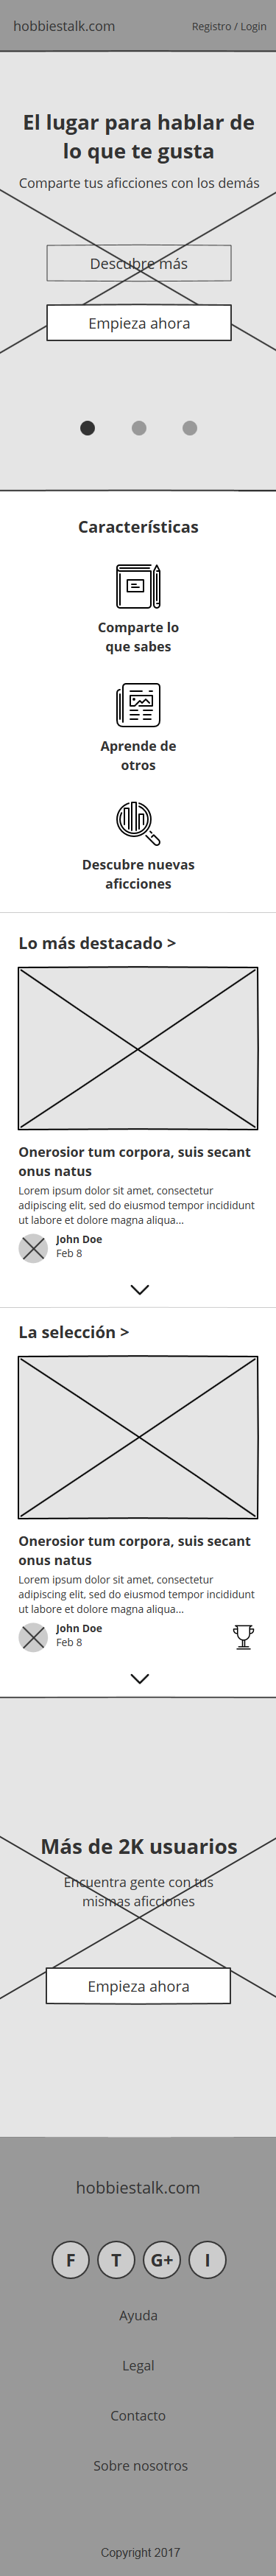 hobbiestalk.com
Registro / Login
El lugar para hablar de
lo que te gusta
Comparte tus aficiones con los demás
Descubre más
Empieza ahora
Características
Comparte lo
que sabes
Aprende de
otros
Descubre nuevas
aficiones
Lo más destacado >
Onerosior tum corpora, suis secant
onus natus
Lorem ipsum dolor sit amet, consectetur
adipiscing elit, sed do eiusmod tempor incididunt
ut labore et dolore magna aliqua...
John Doe
Feb 8
La selección >
Onerosior tum corpora, suis secant
onus natus
Lorem ipsum dolor sit amet, consectetur
adipiscing elit, sed do eiusmod tempor incididunt
ut labore et dolore magna aliqua...
John Doe
Feb 8
Más de 2K usuarios
Encuentra gente con tus
mismas aficciones
Empieza ahora
hobbiestalk.com
F T G+ I
Ayuda
Legal
Contacto
Sobre nosotros
Copyright 2017